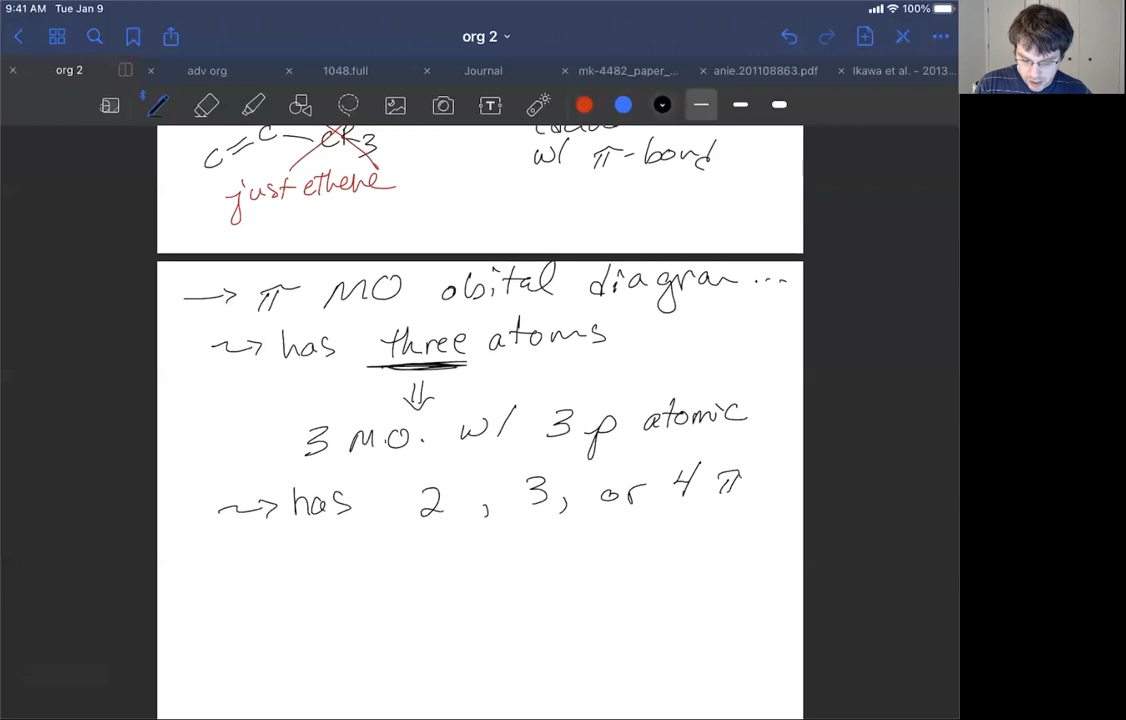 9:41 AM Tue Jan 9
100%
org 2
org 2
adv org
1048.full
Journal
mk-4482_paper_...
anie.201108863.pdf
Ikawa et al. - 2013...
T
C=C-CR3
w/ π-bond
just ethene
→ π MO obital diagram...
⇝ has three atoms
⇓
3 M.O. w/ 3 p atomic
⇝ has 2, 3, or 4 π